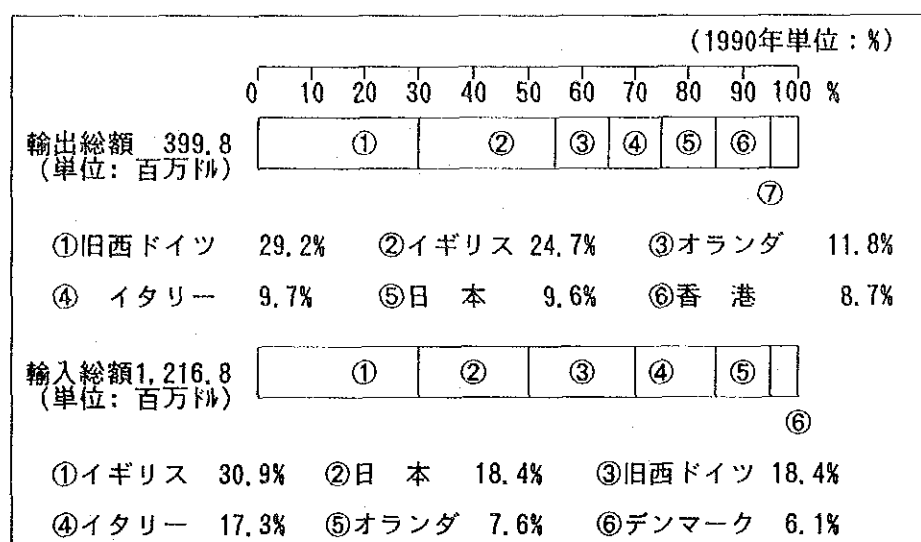 (1990年単位：%)
0 10 20 30 40 50 60 70 80 90 100 %
輸出総額 399.8 ① ② ③ ④ ⑤ ⑥
(単位：百万ドル)
⑦
①旧西ドイツ 29.2% ②イギリス 24.7% ③オランダ 11.8%
④ イタリー 9.7% ⑤日 本 9.6% ⑥香 港 8.7%
輸入総額1,216.8 ① ② ③ ④ ⑤
(単位：百万ドル)
⑥
①イギリス 30.9% ②日 本 18.4% ③旧西ドイツ 18.4%
④イタリー 17.3% ⑤オランダ 7.6% ⑥デンマーク 6.1%